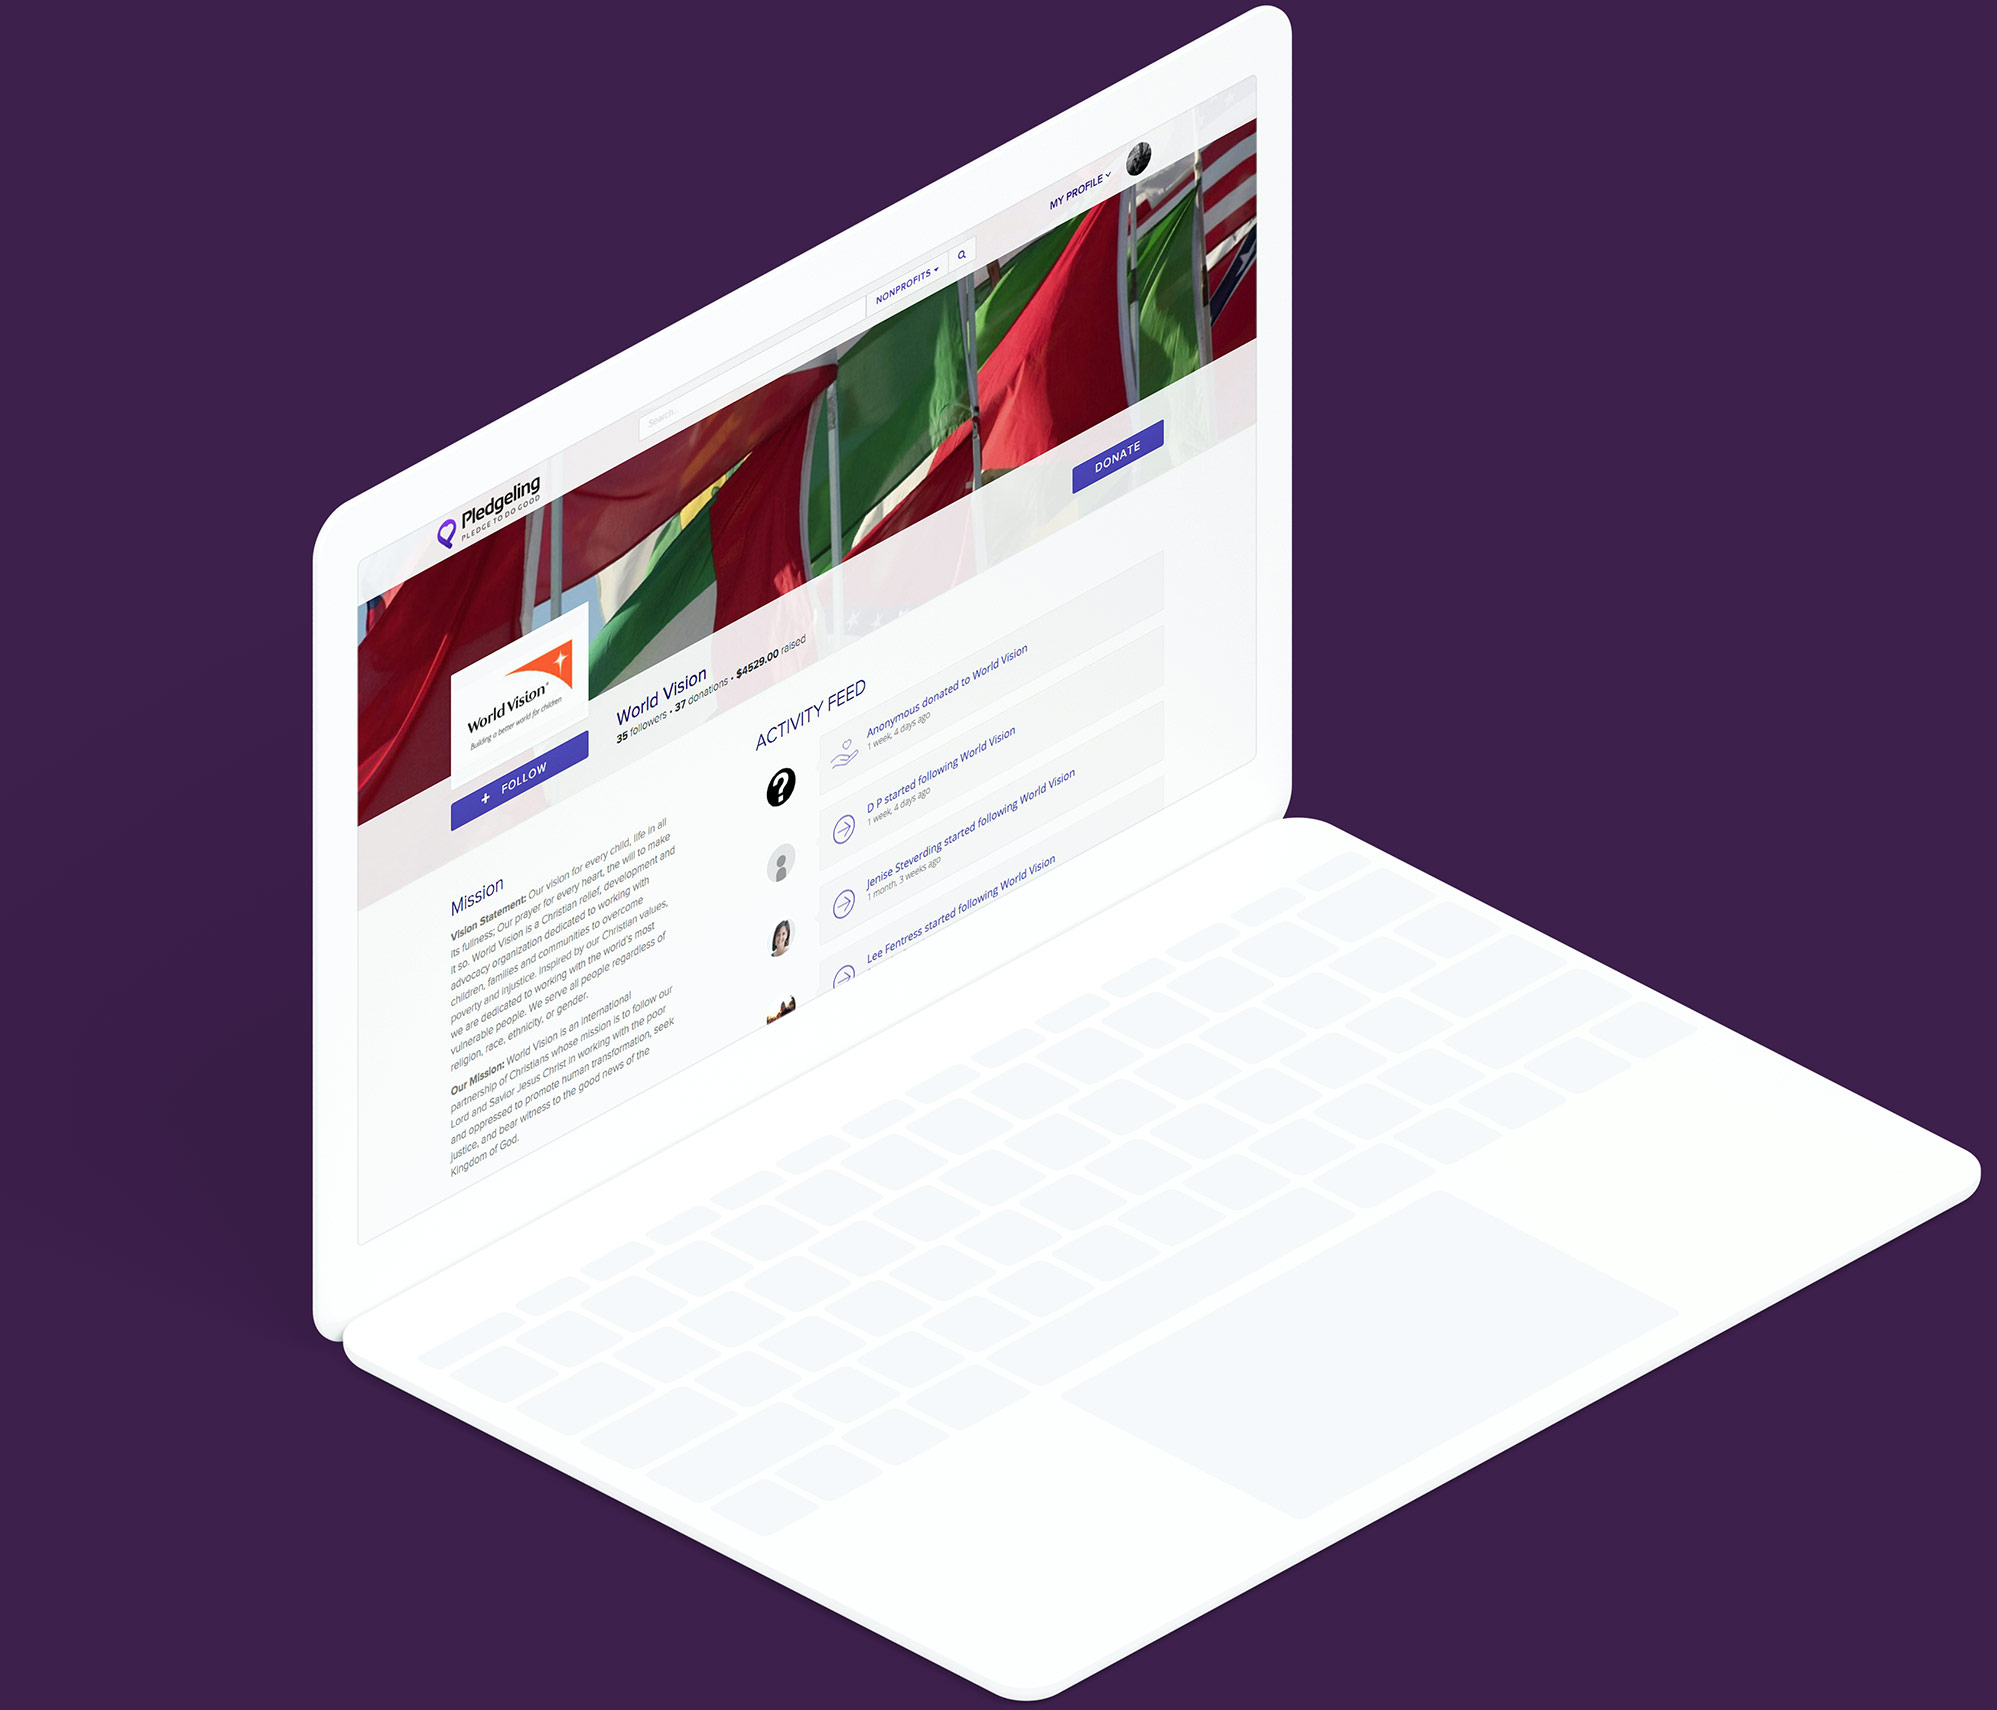 MY PROFILE
NONPROFITS
Search...
Pledgeling
PLEDGE TO DO GOOD
DONATE
World Vision®
Building a better world for children
+ FOLLOW
World Vision
35 followers • 37 donations • $4529.00 raised
Mission
Vision Statement: Our vision for every child, life in all
its fullness; Our prayer for every heart, the will to make
it so. World Vision is a Christian relief, development and
advocacy organization dedicated to working with
children, families and communities to overcome
poverty and injustice. Inspired by our Christian values,
we are dedicated to working with the world's most
vulnerable people. We serve all people regardless of
religion, race, ethnicity, or gender.
Our Mission: World Vision is an international
partnership of Christians whose mission is to follow our
Lord and Savior Jesus Christ in working with the poor
and oppressed to promote human transformation, seek
justice, and bear witness to the good news of the
Kingdom of God.
ACTIVITY FEED
?
Anonymous donated to World Vision
1 week, 4 days ago
D P started following World Vision
1 week, 4 days ago
Jenise Steverding started following World Vision
1 month, 3 weeks ago
Lee Fentress started following World Vision